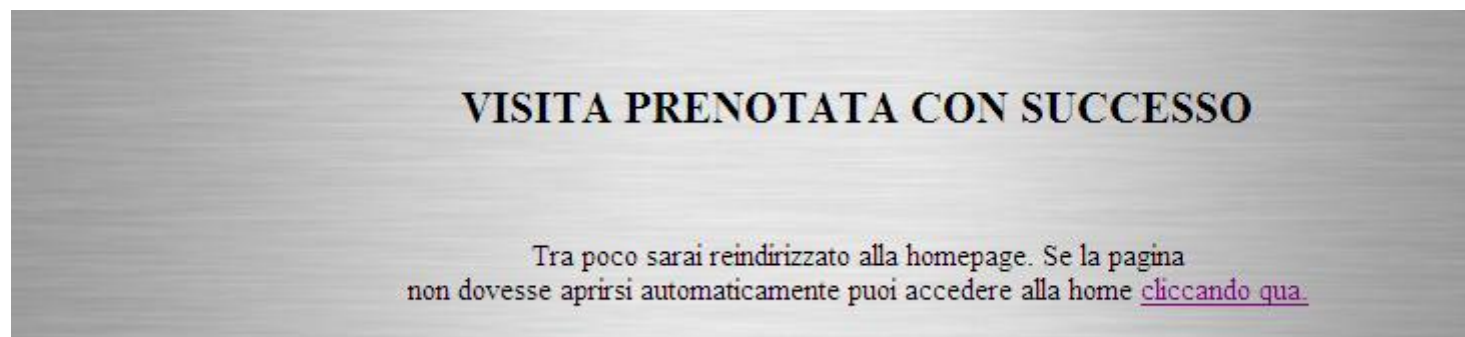 VISITA PRENOTATA CON SUCCESSO
Tra poco sarai reindirizzato alla homepage. Se la pagina
non dovesse aprirsi automaticamente puoi accedere alla home cliccando qua.